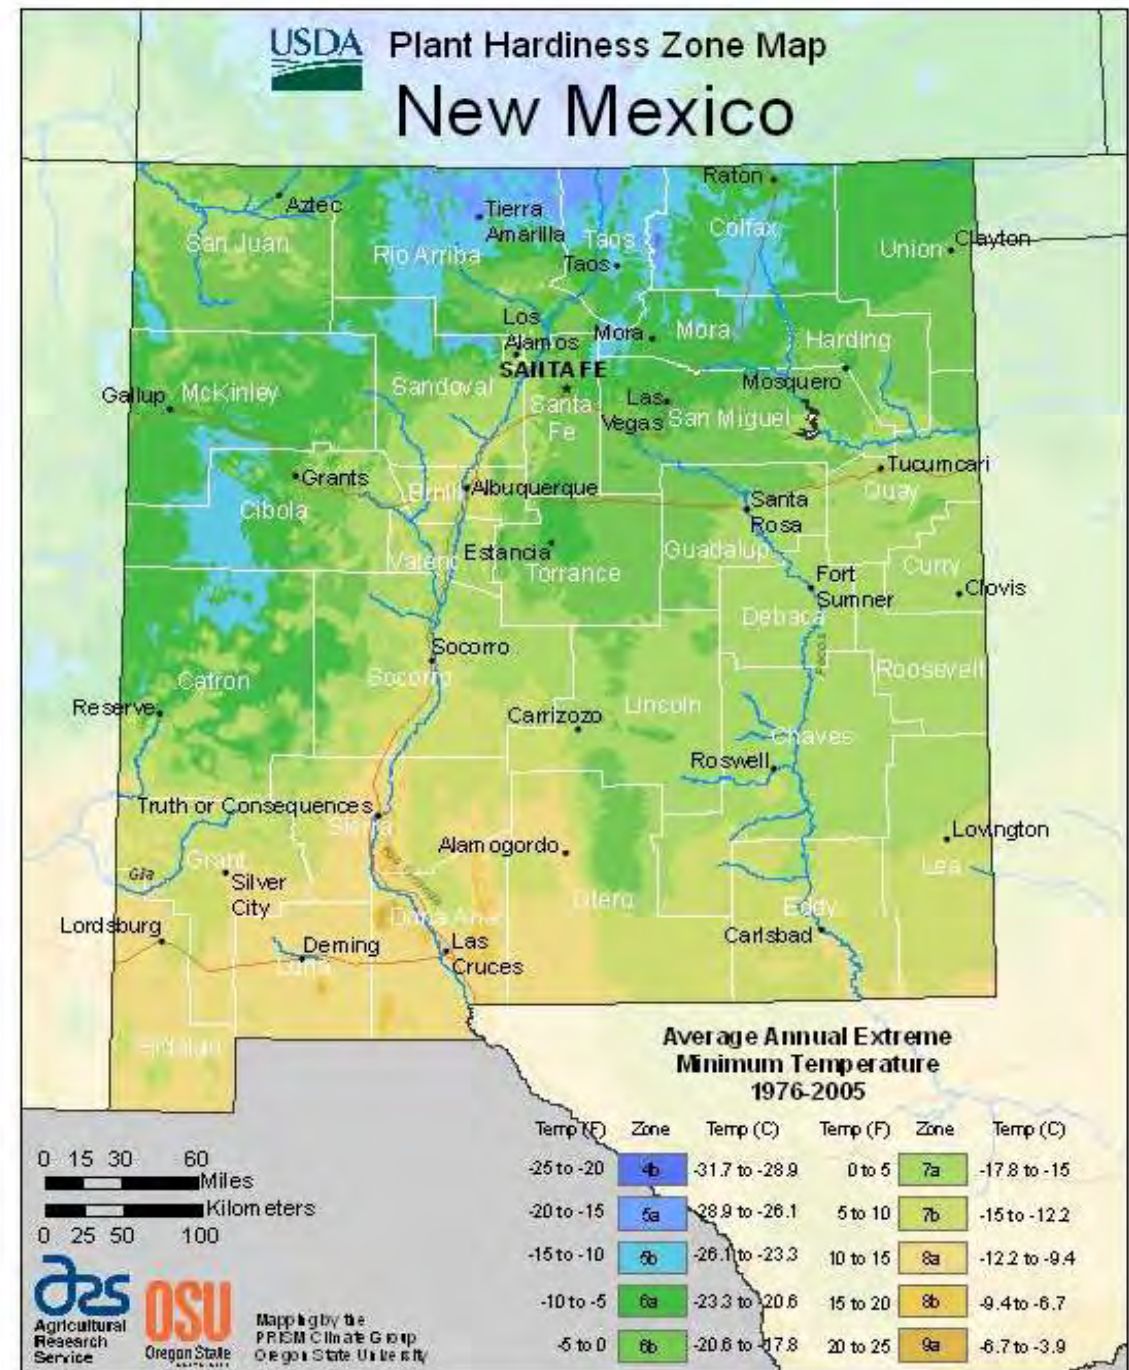 USDA
Plant Hardiness Zone Map
New Mexico
Raton
Aztec
Tierra
Amarilla
Colfax
San Juan
Rio Arriba
Taos
Taos
Union
Clayton
Los
Alamos
Mora
Mora
Harding
SANTA FE
Gallup
McKinley
Sandoval
Santa
Fe
Las
Vegas
San Miguel
Mosquero
Grants
Albuquerque
Tucumcari
Quay
Cibola
Santa
Rosa
Estancia
Torrance
Guadalup
Curry
Fort
Sumner
Clovis
Debaca
Pecos
Socorro
Socorro
Roosevelt
Catron
Reserve
Carrizozo
Lincoln
Chaves
Roswell
Truth or Consequences
Sierra
Alamogordo
Lovington
Lea
Grant
Gila
Silver
City
Otero
Eddy
Lordsburg
Dona Ana
Carlsbad
Deming
Luna
Las
Cruces
Hidalgo
Average Annual Extreme
Minimum Temperature
1976-2005
Temp (F) Zone Temp (C) Temp (F) Zone Temp (C)
-25 to -20 4b -31.7 to -28.9 0 to 5 7a -17.8 to -15
-20 to -15 5a -28.9 to -26.1 5 to 10 7b -15 to -12.2
-15 to -10 5b -26.1 to -23.3 10 to 15 8a -12.2 to -9.4
-10 to -5 6a -23.3 to -20.6 15 to 20 8b -9.4 to -6.7
-5 to 0 6b -20.6 to -17.8 20 to 25 9a -6.7 to -3.9
0 15 30 60
Miles
Kilometers
0 25 50 100
ars
Agricultural
Research
Service
OSU
Oregon State
Mapping by the
PRISM Climate Group
Oregon State University